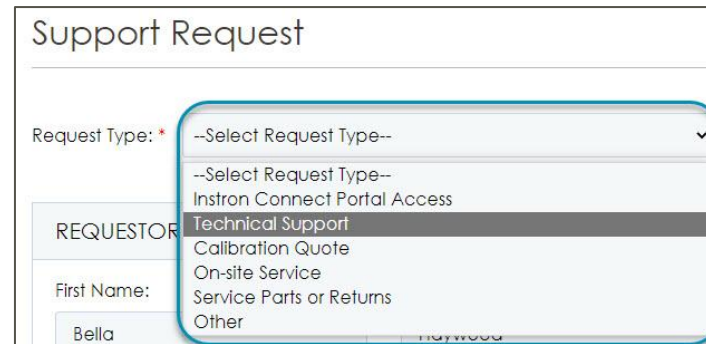 Support Request
Request Type: * --Select Request Type--
--Select Request Type--
Instron Connect Portal Access
Technical Support
Calibration Quote
On-site Service
Service Parts or Returns
Other
REQUESTOR
First Name:
Bella